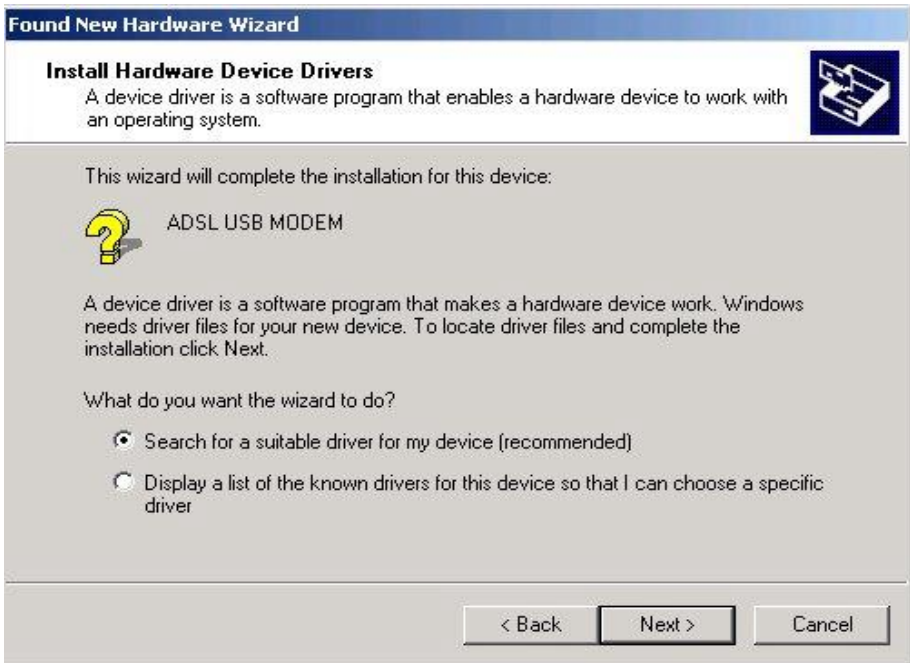 Found New Hardware Wizard
Install Hardware Device Drivers
A device driver is a software program that enables a hardware device to work with
an operating system.
This wizard will complete the installation for this device:
ADSL USB MODEM
A device driver is a software program that makes a hardware device work. Windows
needs driver files for your new device. To locate driver files and complete the
installation click Next.
What do you want the wizard to do?
Search for a suitable driver for my device (recommended)
Display a list of the known drivers for this device so that I can choose a specific
driver
< Back Next > Cancel